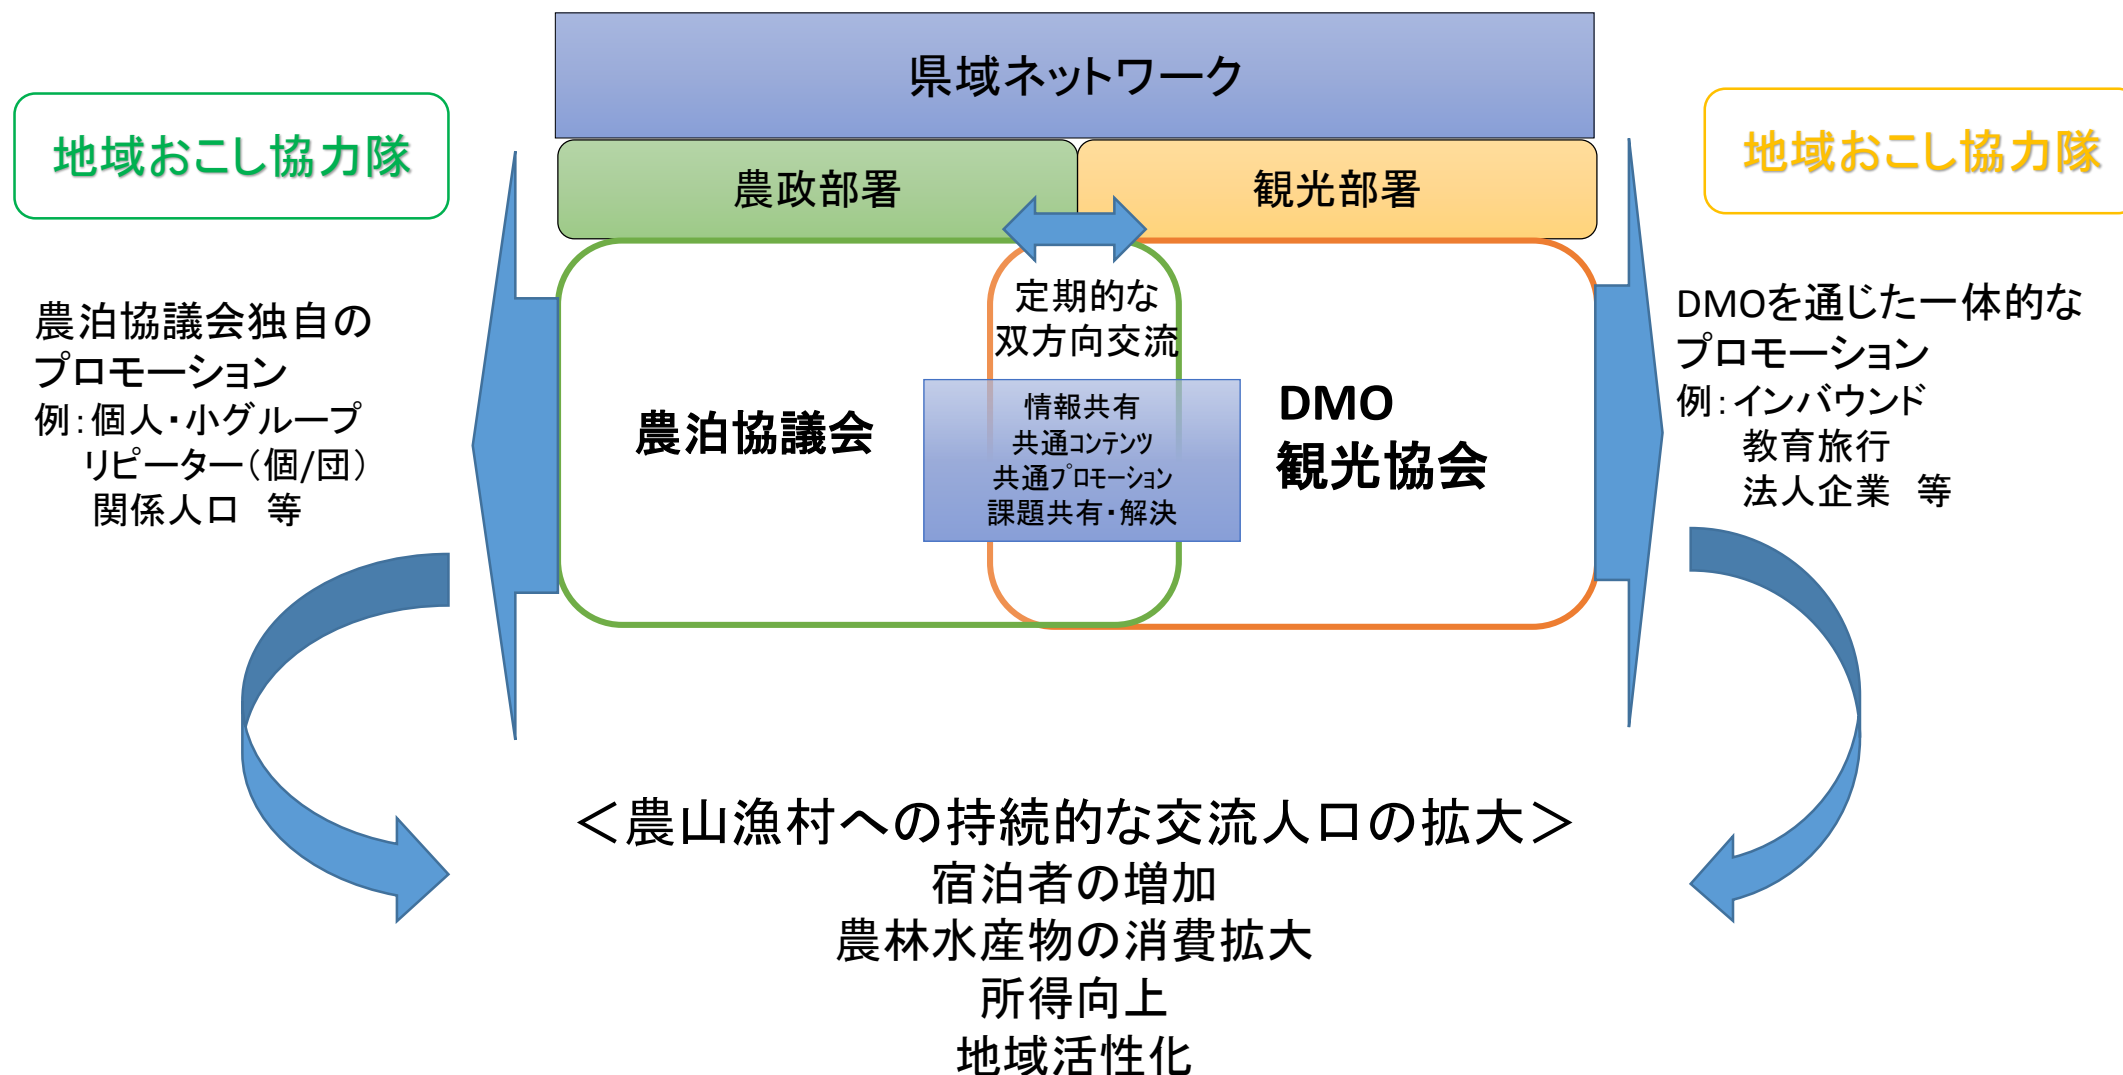 県域ネットワーク
地域おこし協力隊
農政部署
観光部署
地域おこし協力隊
農泊協議会独自の
プロモーション
例：個人・小グループ
リピーター（個/団）
関係人口　等
農泊協議会
定期的な
双方向交流
情報共有
共通コンテンツ
共通プロモーション
課題共有・解決
DMO
観光協会
DMOを通じた一体的な
プロモーション
例：インバウンド
教育旅行
法人企業　等
＜農山漁村への持続的な交流人口の拡大＞
宿泊者の増加
農林水産物の消費拡大
所得向上
地域活性化